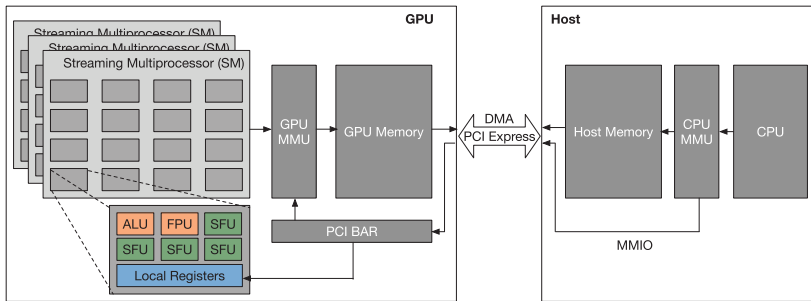 GPU
Host
Streaming Multiprocessor (SM)
Streaming Multiprocessor (SM)
Streaming Multiprocessor (SM)
GPU
MMU
GPU Memory
DMA
PCI Express
Host Memory
CPU
MMU
CPU
ALU
FPU
SFU
SFU
SFU
SFU
Local Registers
PCI BAR
MMIO